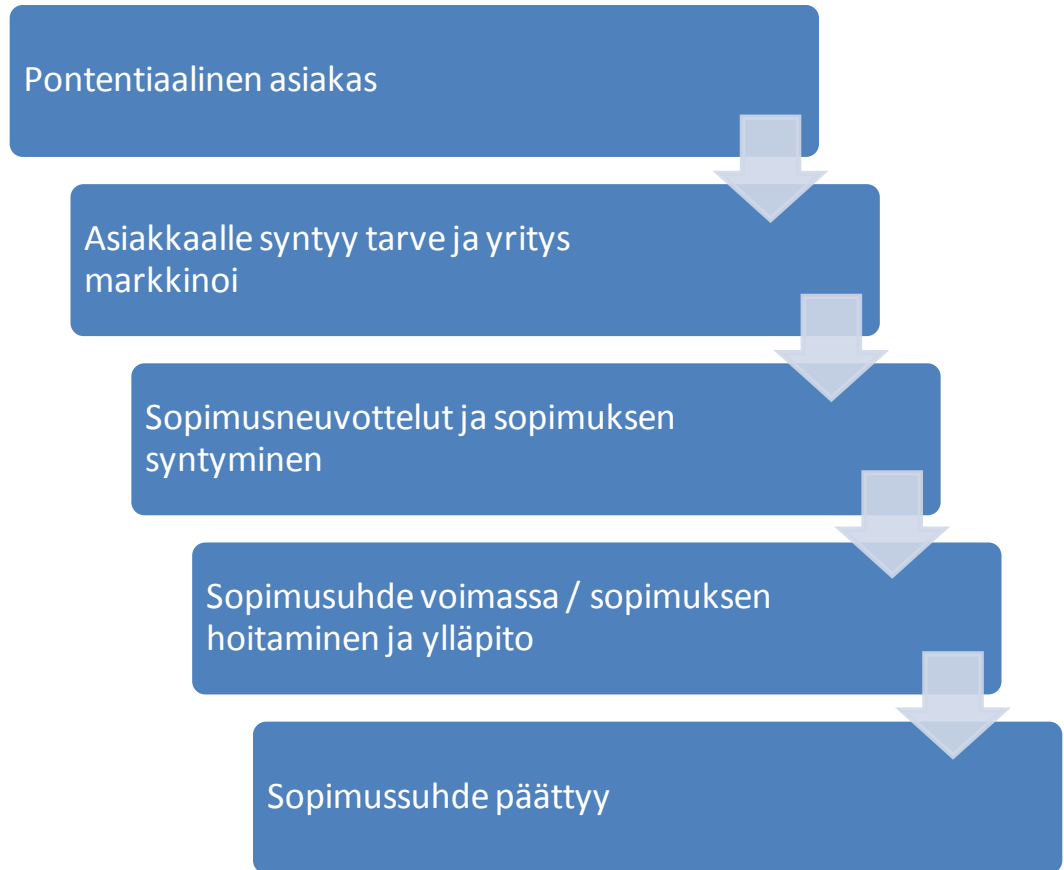 Pontentiaalinen asiakas
Asiakkaalle syntyy tarve ja yritys
markkinoi
Sopimusneuvottelut ja sopimuksen
syntyminen
Sopimusuhde voimassa / sopimuksen
hoitaminen ja ylläpito
Sopimussuhde päättyy